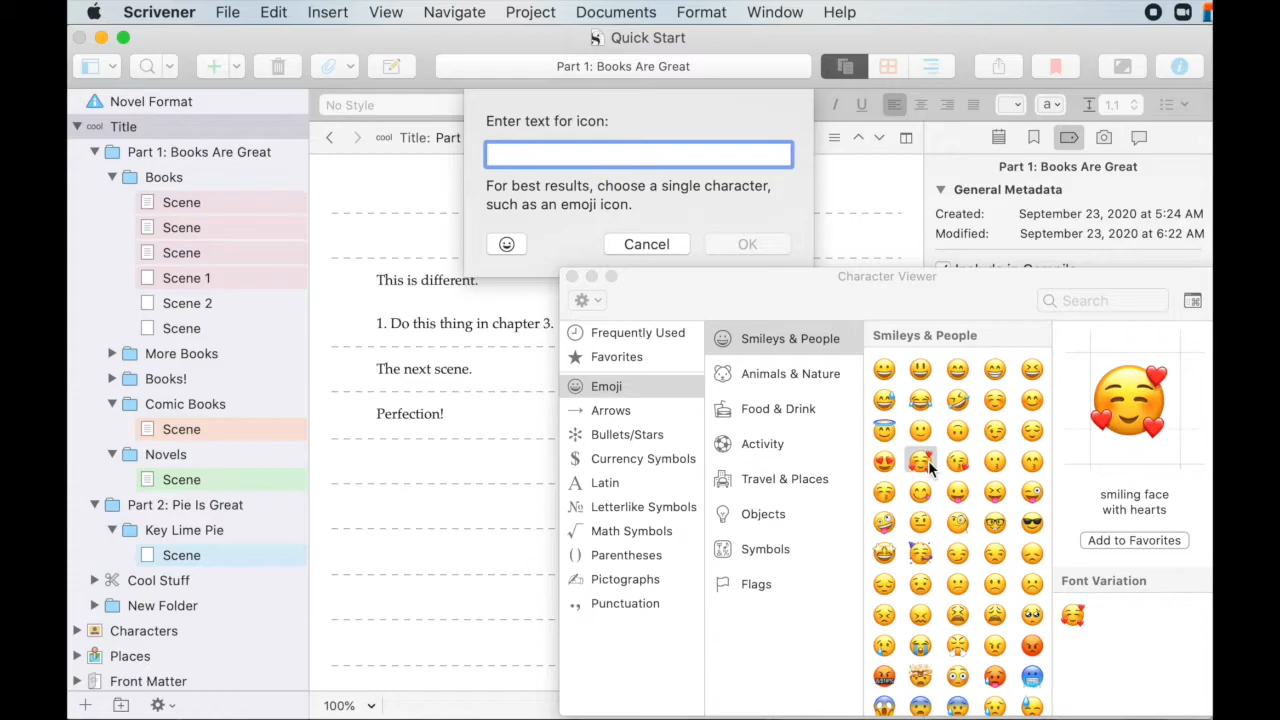 Scrivener File Edit Insert View Navigate Project Documents Format Window Help
Quick Start
Part 1: Books Are Great
Novel Format
cool Title
Part 1: Books Are Great
Books
Scene
Scene
Scene
Scene 1
Scene 2
Scene
More Books
Books!
Comic Books
Scene
Novels
Scene
Part 2: Pie Is Great
Key Lime Pie
Scene
Cool Stuff
New Folder
Characters
Places
Front Matter
No Style
I U a 1.1
cool Title: Part
This is different.
1. Do this thing in chapter 3.
The next scene.
Perfection!
100%
Enter text for icon:
For best results, choose a single character,
such as an emoji icon.
Cancel OK
Part 1: Books Are Great
General Metadata
Created: September 23, 2020 at 5:24 AM
Modified: September 23, 2020 at 6:22 AM
Character Viewer
Search
Frequently Used
Favorites
Emoji
Arrows
Bullets/Stars
Currency Symbols
Latin
Letterlike Symbols
Math Symbols
Parentheses
Pictographs
Punctuation
Smileys & People
Animals & Nature
Food & Drink
Activity
Travel & Places
Objects
Symbols
Flags
Smileys & People
smiling face
with hearts
Add to Favorites
Font Variation